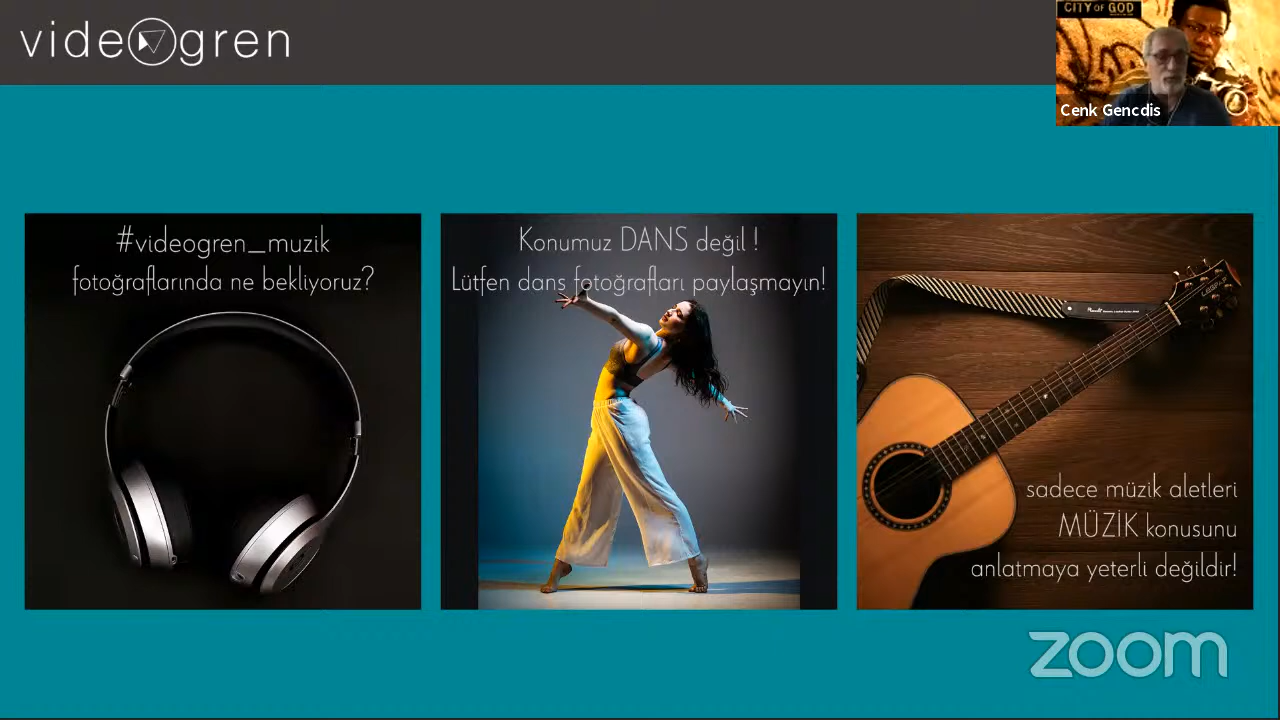 videogren
CITY OF GOD
Cenk Gencdis
#videogren_muzik
fotoğraflarında ne bekliyoruz?
Konumuz DANS değil !
Lütfen dans fotoğrafları paylaşmayın!
sadece müzik aletleri
MÜZİK konusunu
anlatmaya yeterli değildir!
zoom